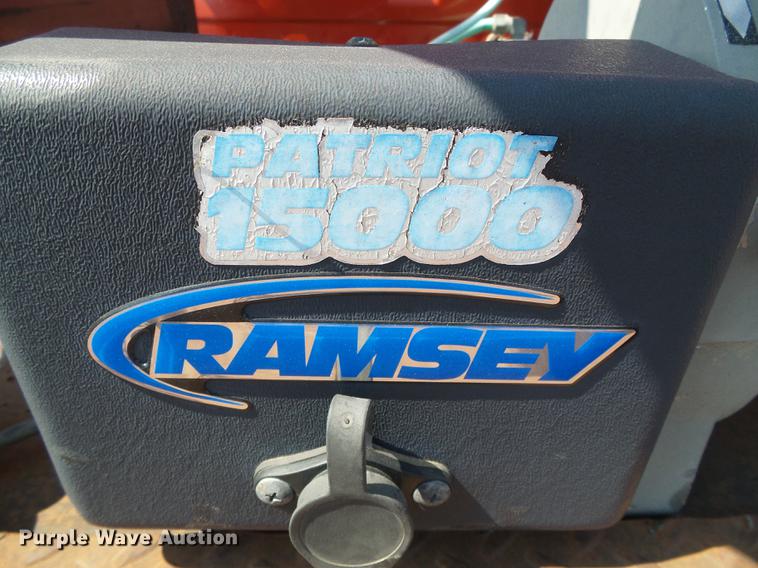 PATRIOT
15000
RAMSEY
Purple Wave Auction